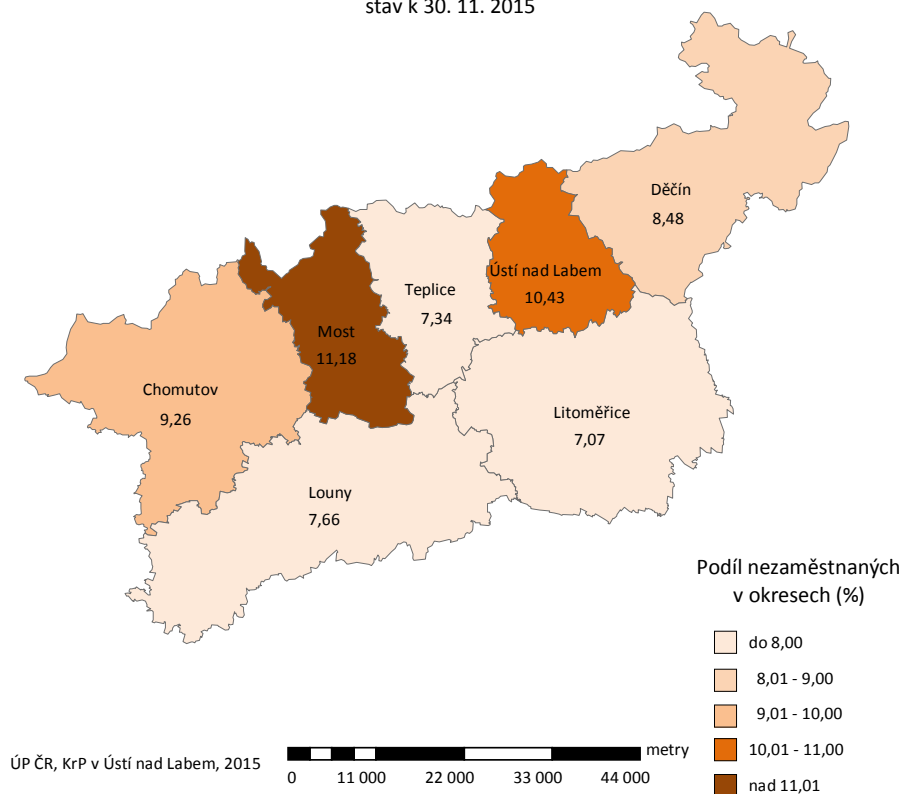 stav k 30. 11. 2015
Děčín
8,48
Ústí nad Labem
10,43
Teplice
7,34
Most
11,18
Chomutov
9,26
Litoměřice
7,07
Louny
7,66
Podíl nezaměstnaných
v okresech (%)
do 8,00
8,01 - 9,00
9,01 - 10,00
10,01 - 11,00
nad 11,01
ÚP ČR, KrP v Ústí nad Labem, 2015
metry
0 11 000 22 000 33 000 44 000